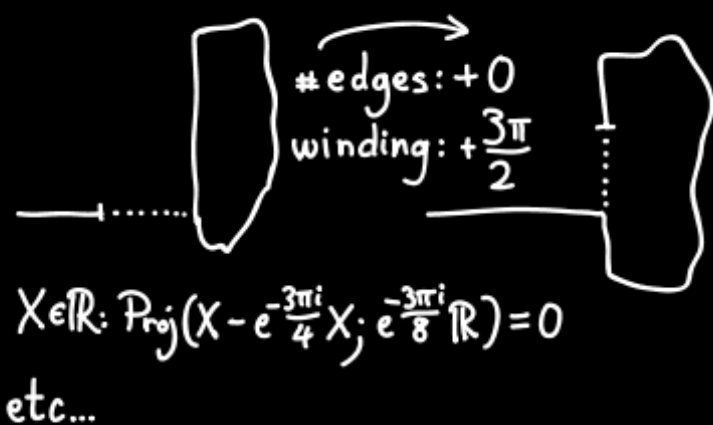 #edges: +0
winding: +3π/2
X∈ℝ: Proj(X - e^(-3πi/4)X; e^(-3πi/8)ℝ) = 0
etc...